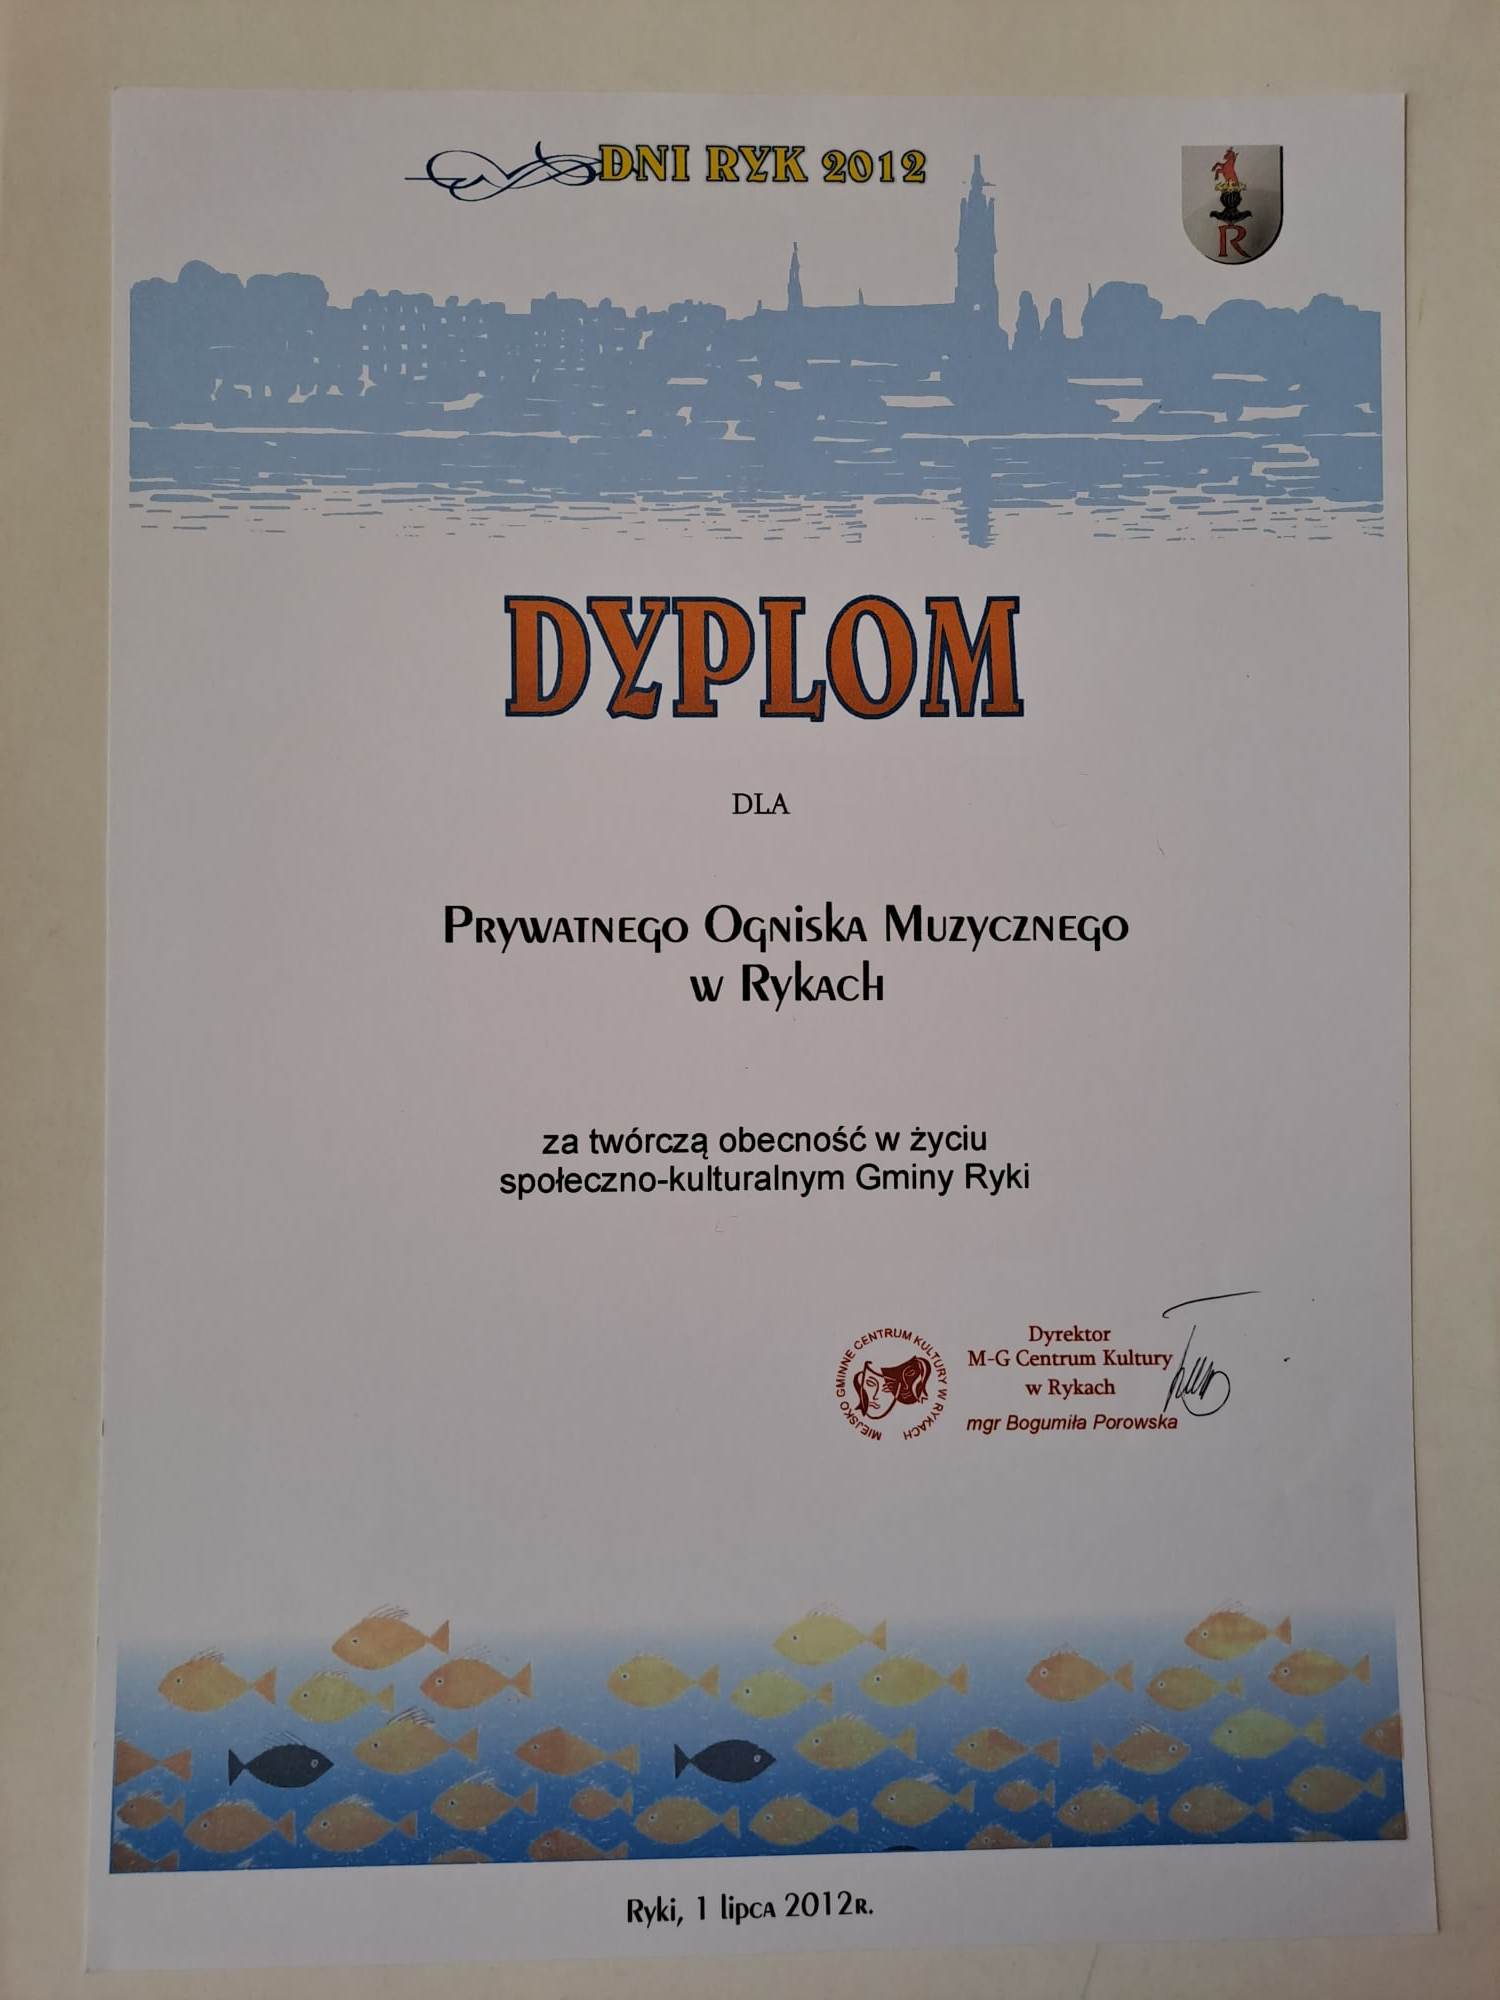 DNI RYK 2012
R
DYPLOM
DLA
Prywatnego Ogniska Muzycznego
w Rykach
za twórczą obecność w życiu
społeczno-kulturalnym Gminy Ryki
MIEJSKO GMINNE CENTRUM KULTURY W RYKACH
Dyrektor
M-G Centrum Kultury
w Rykach
mgr Bogumiła Porowska
Ryki, 1 lipca 2012r.